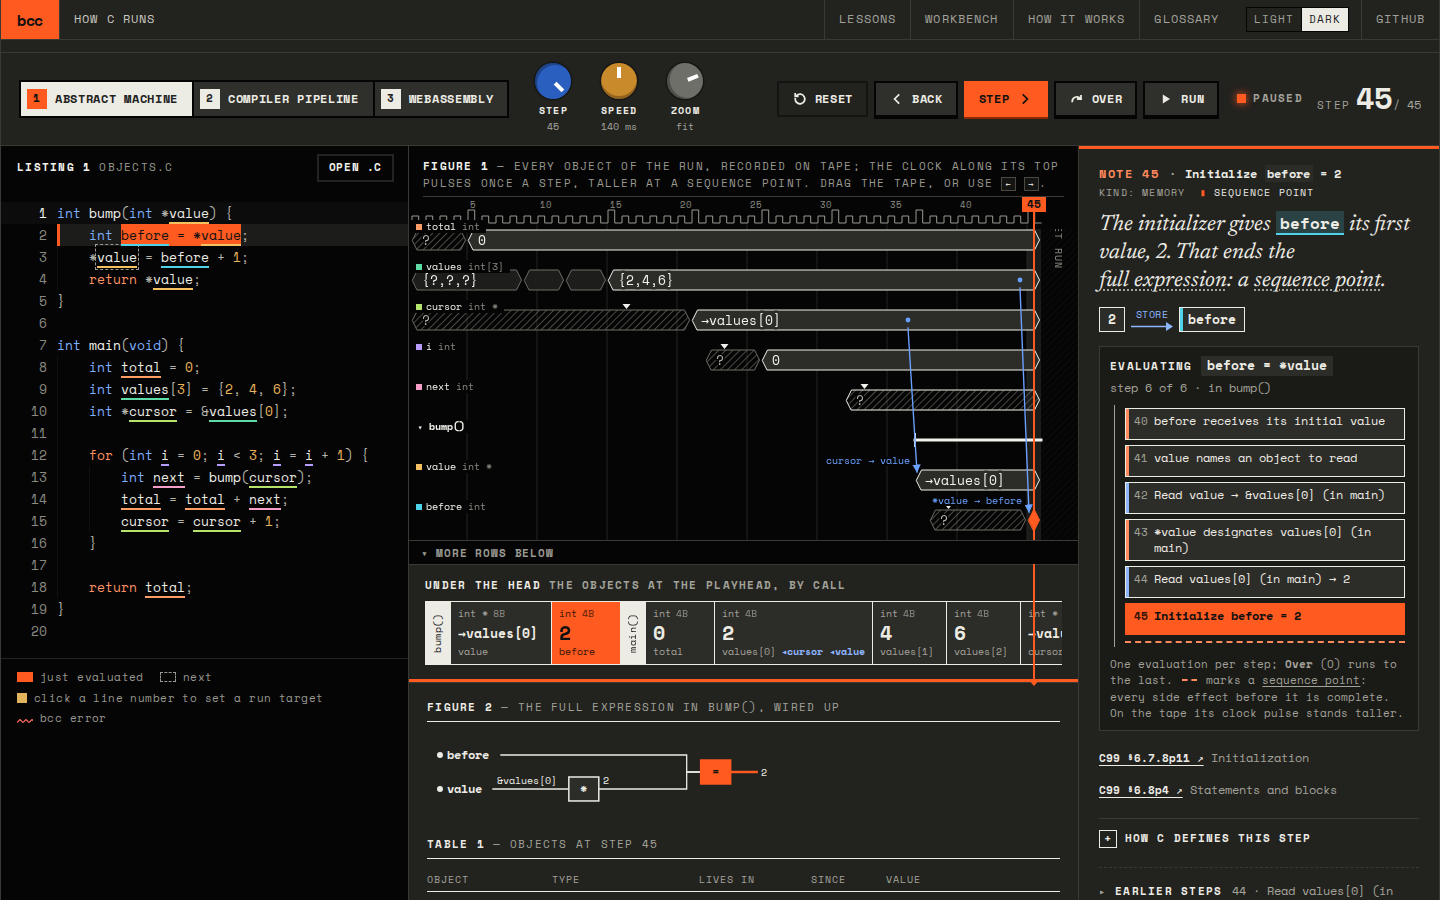 bcc HOW C RUNS LESSONS WORKBENCH HOW IT WORKS GLOSSARY LIGHT DARK GITHUB
1 ABSTRACT MACHINE 2 COMPILER PIPELINE 3 WEBASSEMBLY
STEP 45 SPEED 140 ms ZOOM fit
RESET BACK STEP OVER RUN PAUSED STEP 45 / 45
LISTING 1 OBJECTS.C OPEN .C
1 int bump(int *value) {
2 int before = *value;
3 *value = before + 1;
4 return *value;
5 }
6
7 int main(void) {
8 int total = 0;
9 int values[3] = {2, 4, 6};
10 int *cursor = &values[0];
11
12 for (int i = 0; i < 3; i = i + 1) {
13 int next = bump(cursor);
14 total = total + next;
15 cursor = cursor + 1;
16 }
17
18 return total;
19 }
20
just evaluated next
click a line number to set a run target
bcc error
FIGURE 1 — EVERY OBJECT OF THE RUN, RECORDED ON TAPE; THE CLOCK ALONG ITS TOP
PULSES ONCE A STEP, TALLER AT A SEQUENCE POINT. DRAG THE TAPE, OR USE ← → .
5 10 15 20 25 30 35 40 45
total int
? 0
values int[3]
{?,?,?} {2,4,6}
cursor int *
? →values[0]
i int
? 0
next int
?
▾ bump()
cursor → value
value int *
→values[0]
*value → before
before int
?
▾ MORE ROWS BELOW
UNDER THE HEAD THE OBJECTS AT THE PLAYHEAD, BY CALL
bump() int * 8B →values[0] value
int 4B 2 before
main() int 4B 0 total
int 4B 2 values[0] ◂cursor ◂value
int 4B 4 values[1]
int 4B 6 values[2]
int * →valu cursor
FIGURE 2 — THE FULL EXPRESSION IN BUMP(), WIRED UP
before
value &values[0] * 2 = 2
TABLE 1 — OBJECTS AT STEP 45
OBJECT TYPE LIVES IN SINCE VALUE
NOTE 45 · Initialize before = 2
KIND: MEMORY SEQUENCE POINT
The initializer gives before its first
value, 2. That ends the
full expression: a sequence point.
2 STORE before
EVALUATING before = *value
step 6 of 6 · in bump()
40 before receives its initial value
41 value names an object to read
42 Read value → &values[0] (in main)
43 *value designates values[0] (in
main)
44 Read values[0] (in main) → 2
45 Initialize before = 2
One evaluation per step; Over (O) runs to
the last. marks a sequence point:
every side effect before it is complete.
On the tape its clock pulse stands taller.
C99 §6.7.8p11 ↗ Initialization
C99 §6.8p4 ↗ Statements and blocks
+ HOW C DEFINES THIS STEP
▸ EARLIER STEPS 44 · Read values[0] (in